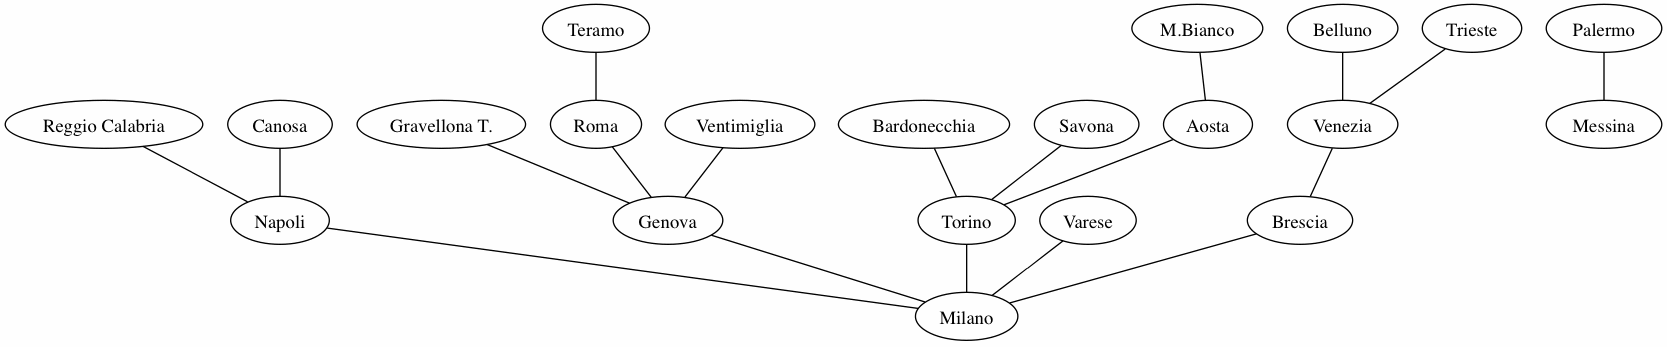 Teramo
M.Bianco
Belluno
Trieste
Palermo
Reggio Calabria
Canosa
Gravellona T.
Roma
Ventimiglia
Bardonecchia
Savona
Aosta
Venezia
Messina
Napoli
Genova
Torino
Varese
Brescia
Milano